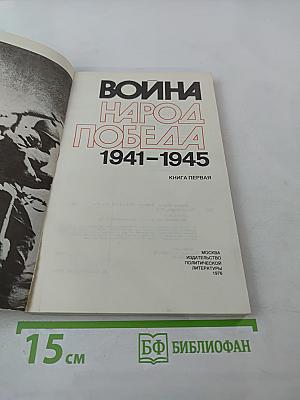 ВОЙНА
НАРОД
ПОБЕДА
1941–1945
КНИГА ПЕРВАЯ
МОСКВА
ИЗДАТЕЛЬСТВО
ПОЛИТИЧЕСКОЙ
ЛИТЕРАТУРЫ
1976
15 см
БФ БИБЛИОФАН